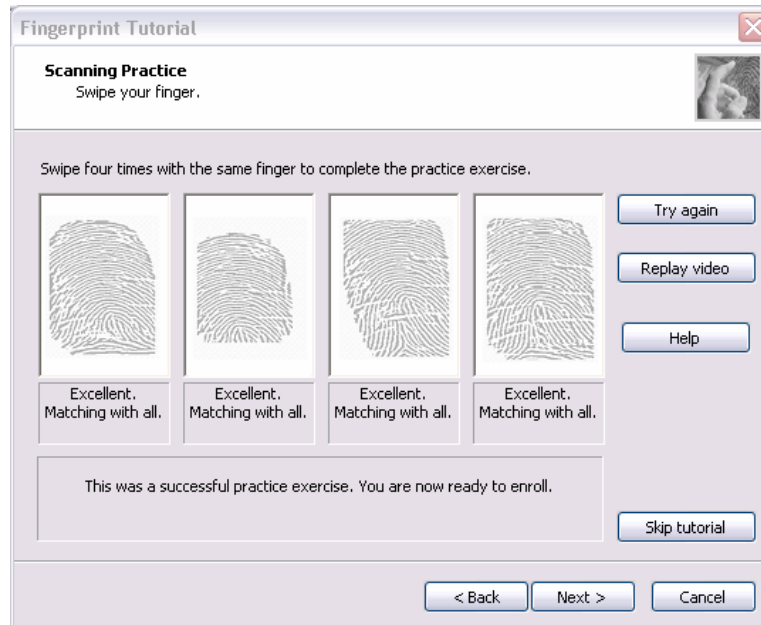 Fingerprint Tutorial
Scanning Practice
Swipe your finger.
Swipe four times with the same finger to complete the practice exercise.
Try again
Replay video
Help
Excellent.
Matching with all.
Excellent.
Matching with all.
Excellent.
Matching with all.
Excellent.
Matching with all.
This was a successful practice exercise. You are now ready to enroll.
Skip tutorial
< Back
Next >
Cancel